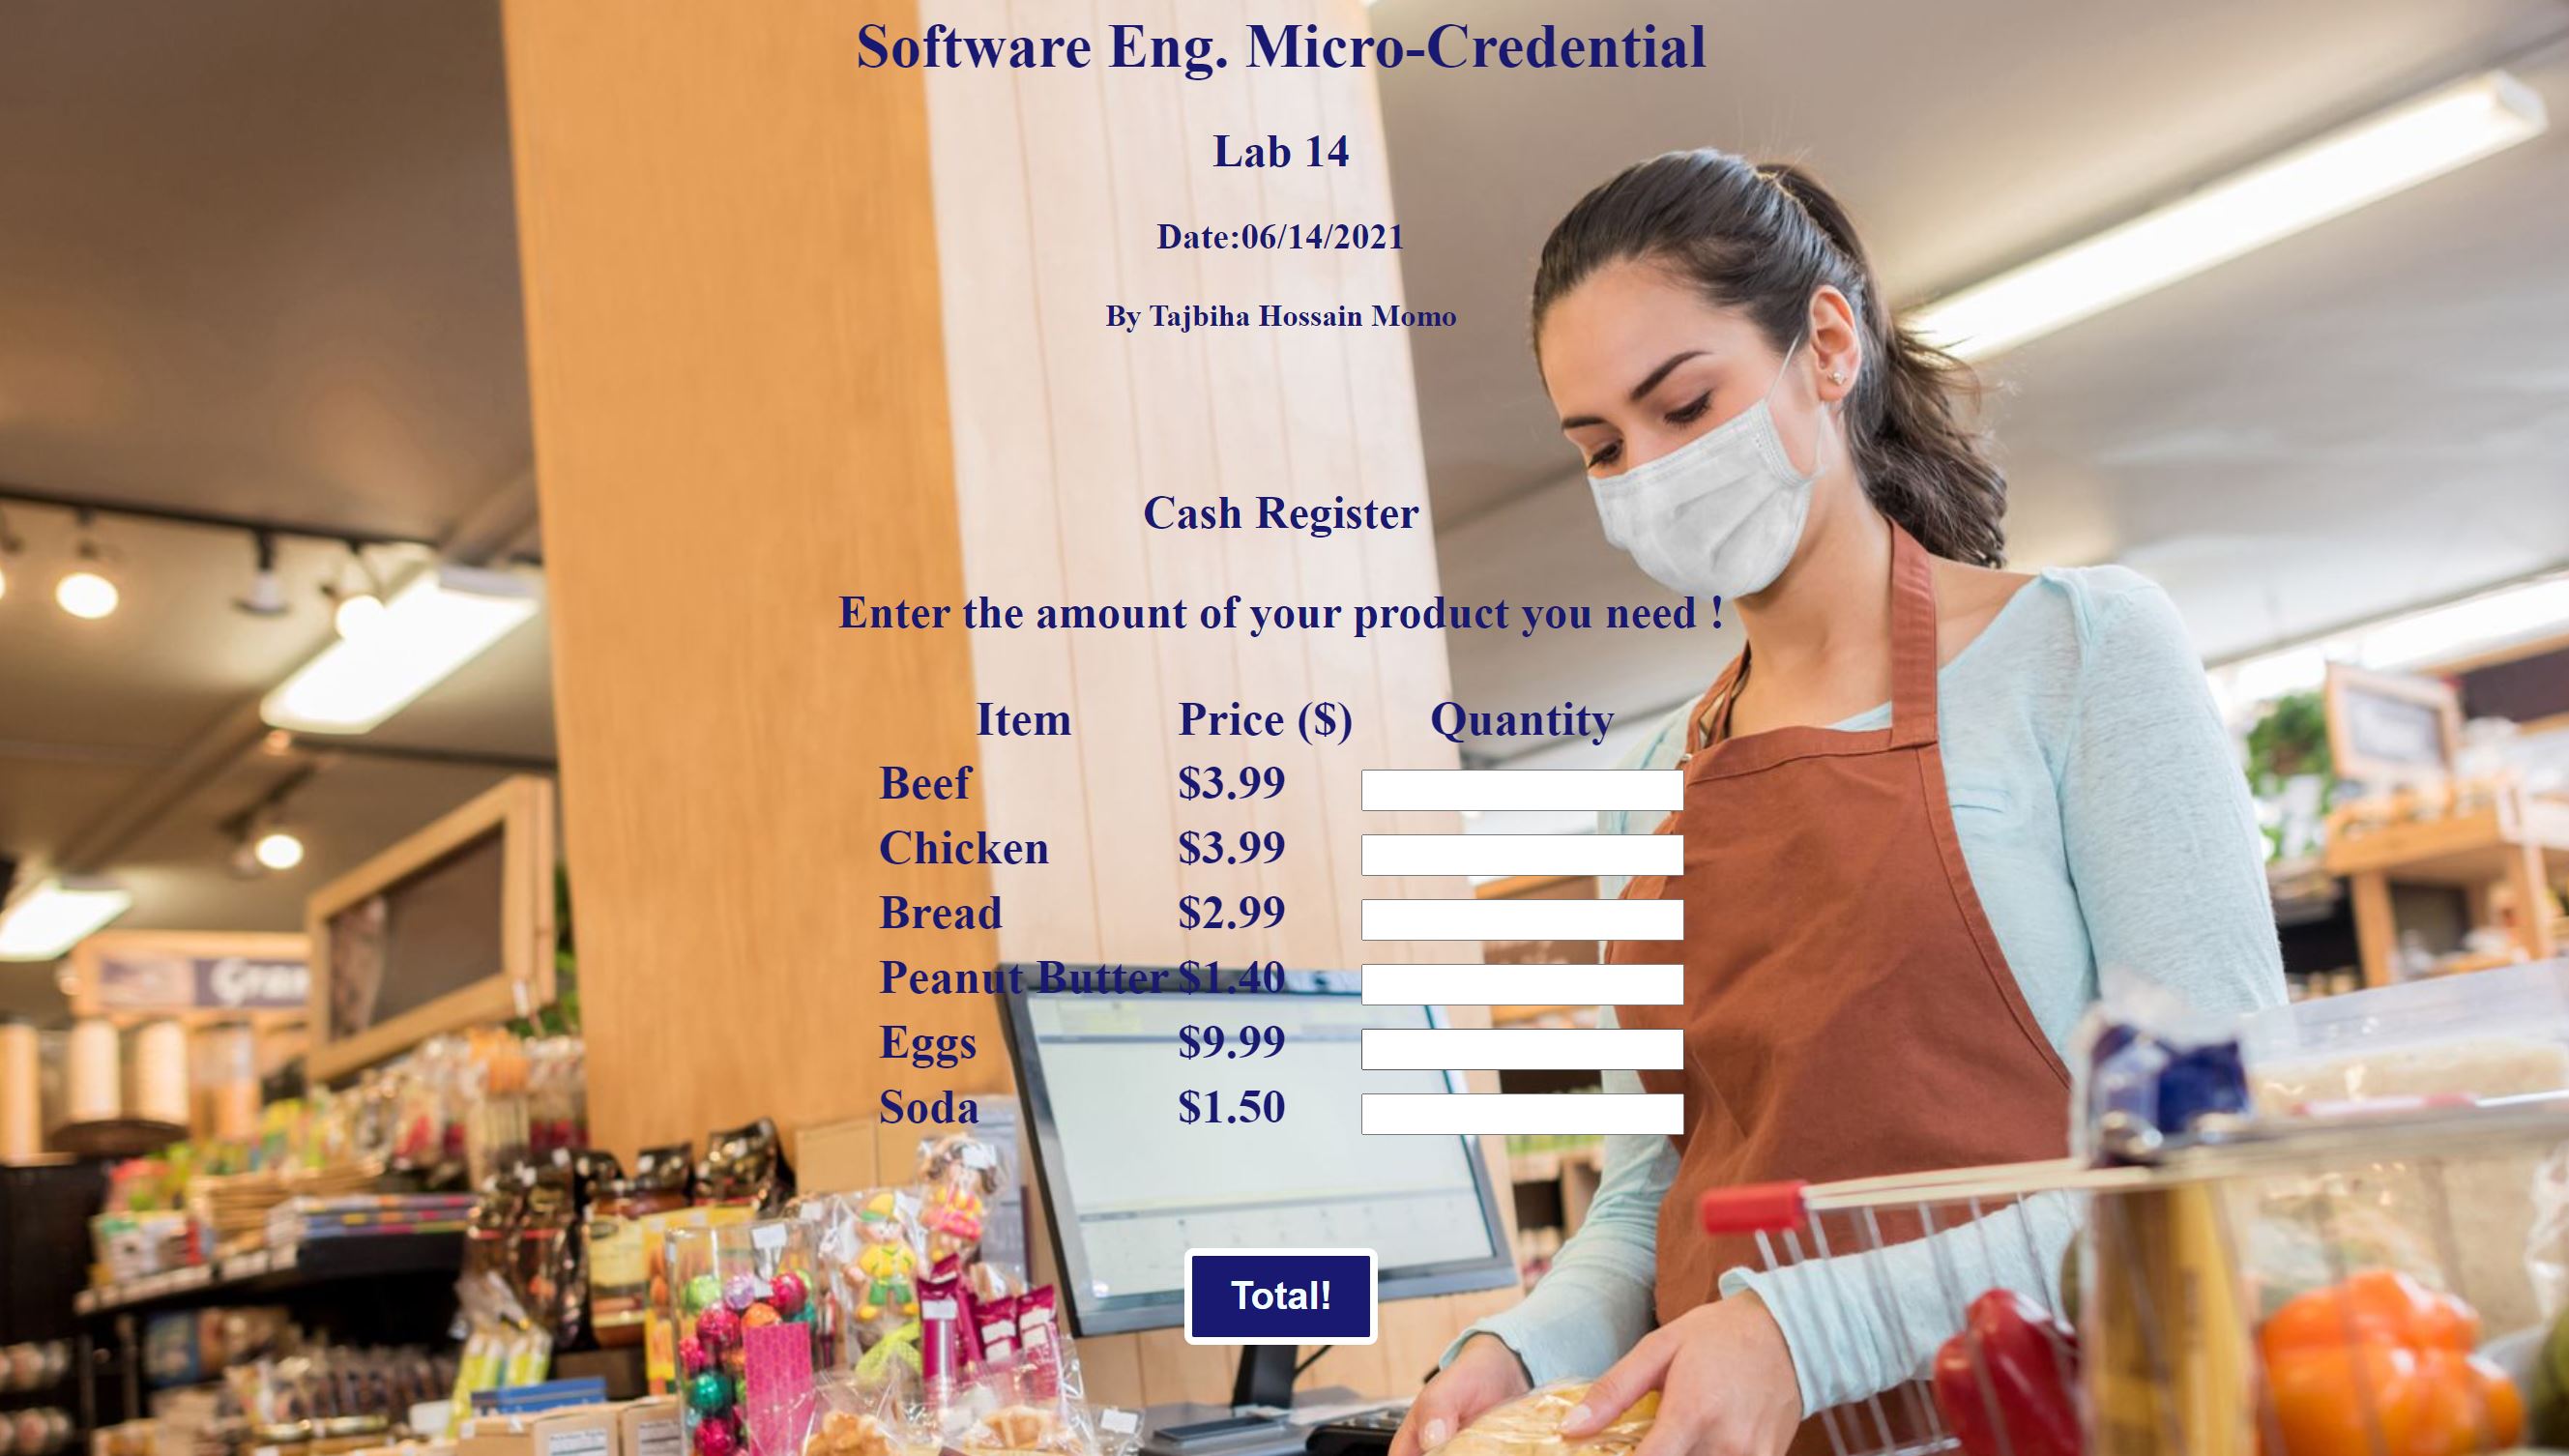 Software Eng. Micro-Credential
Lab 14
Date:06/14/2021
By Tajbiha Hossain Momo
Cash Register
Enter the amount of your product you need !
Item Price ($) Quantity
Beef $3.99
Chicken $3.99
Bread $2.99
Peanut Butter $1.40
Eggs $9.99
Soda $1.50
Total!